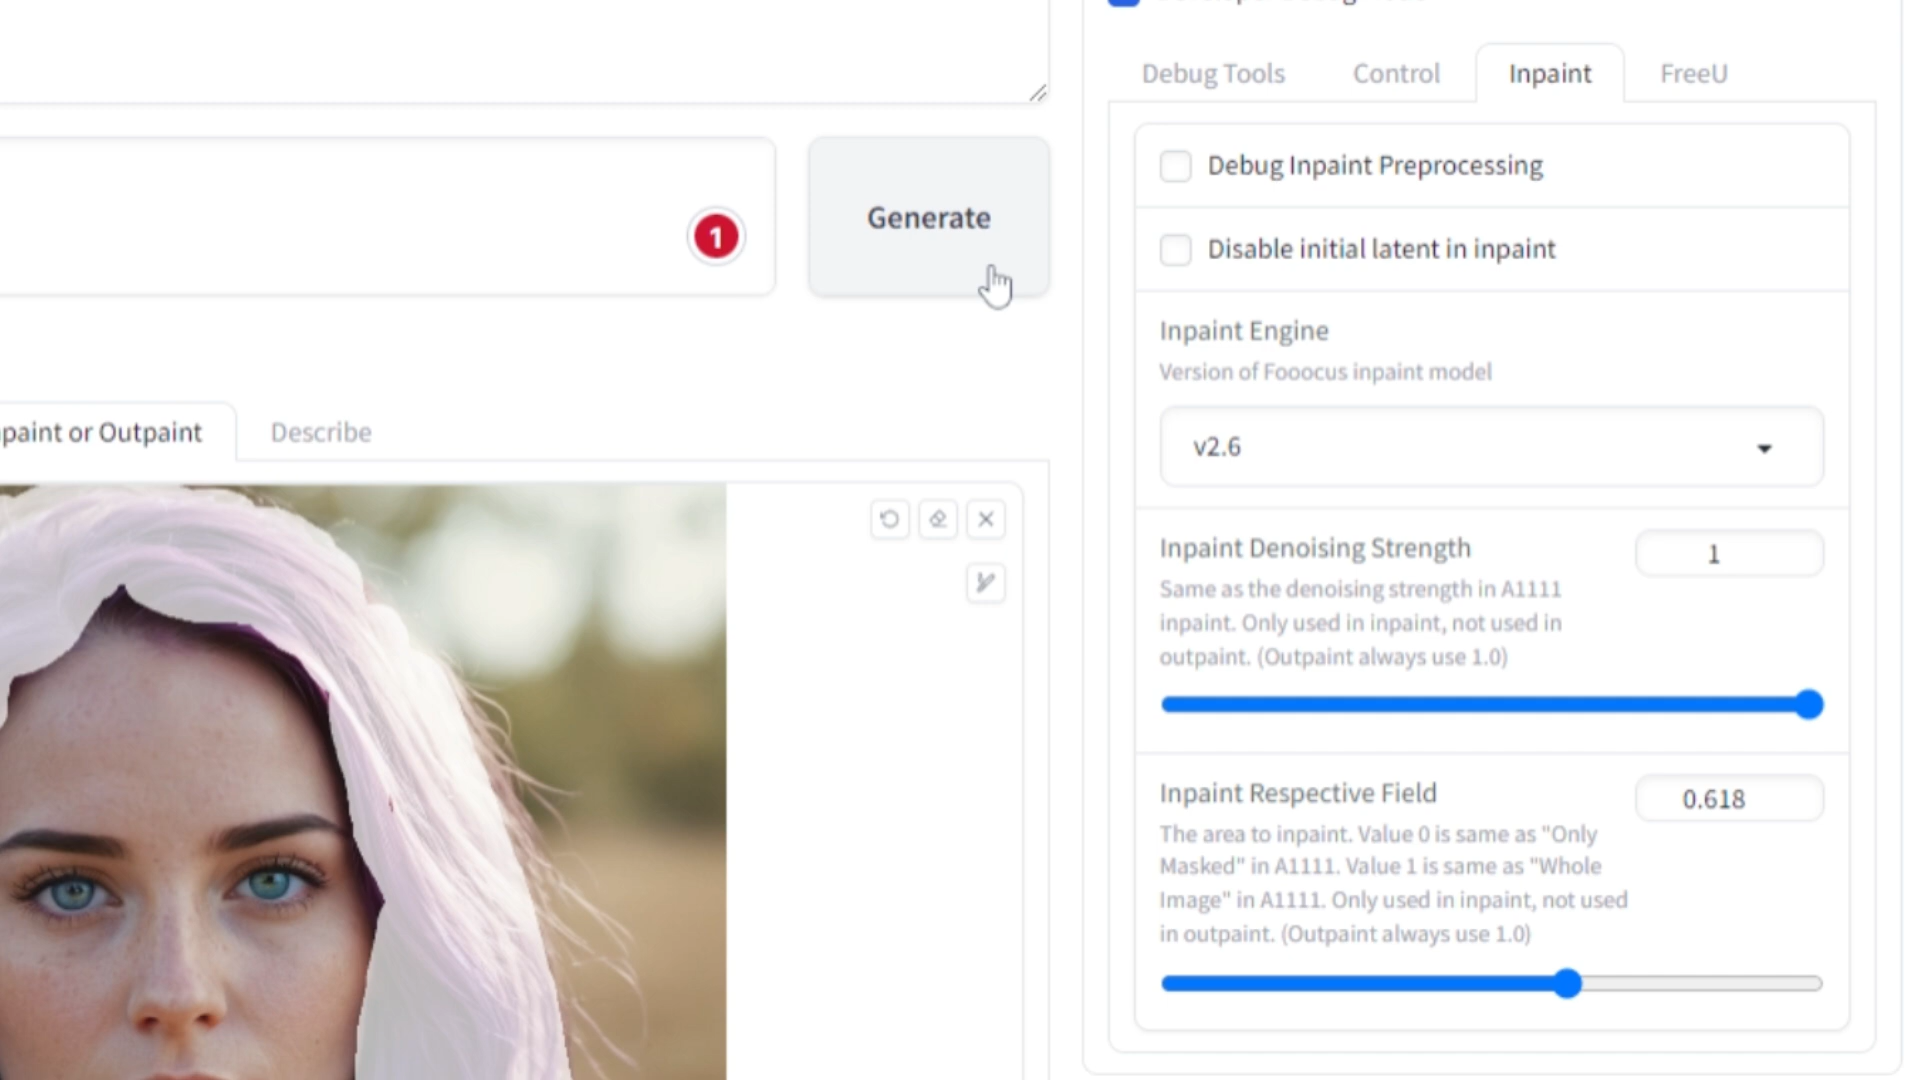 Debug Tools Control Inpaint FreeU
Debug Inpaint Preprocessing
1
Generate
Disable initial latent in inpaint
Inpaint Engine
Version of Fooocus inpaint model
paint or Outpaint
Describe
v2.6
Inpaint Denoising Strength
1
Same as the denoising strength in A1111
inpaint. Only used in inpaint, not used in
outpaint. (Outpaint always use 1.0)
Inpaint Respective Field
0.618
The area to inpaint. Value 0 is same as "Only
Masked" in A1111. Value 1 is same as "Whole
Image" in A1111. Only used in inpaint, not used
in outpaint. (Outpaint always use 1.0)